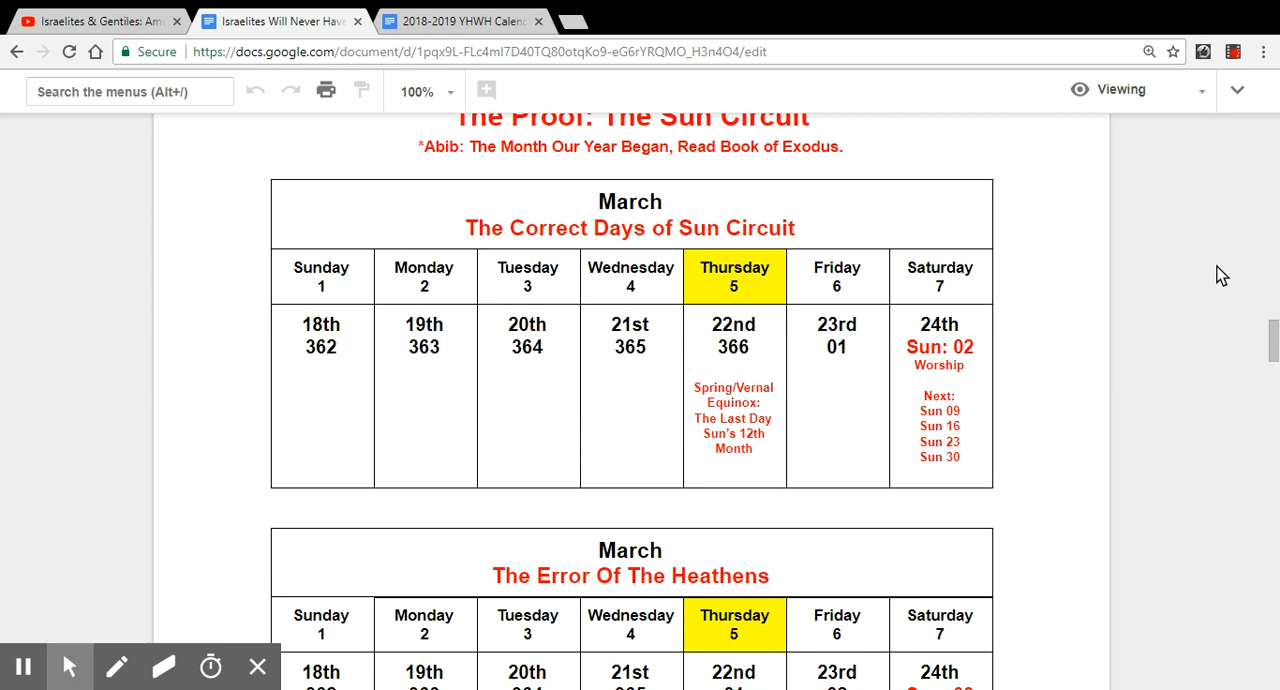 Israelites & Gentiles: Am
Israelites Will Never Hav
2018-2019 YHWH Calen
Secure https://docs.google.com/document/d/1pqx9L-FLc4mI7D40TQ80otqKo9-eG6rYRQMO_H3n4O4/edit
Search the menus (Alt+/)
100%
Viewing
The Proof: The Sun Circuit
*Abib: The Month Our Year Began, Read Book of Exodus.
March
The Correct Days of Sun Circuit
Sunday Monday Tuesday Wednesday Thursday Friday Saturday
1 2 3 4 5 6 7
18th 19th 20th 21st 22nd 23rd 24th
362 363 364 365 366 01 Sun: 02
Worship
Spring/Vernal
Equinox:
The Last Day
Sun's 12th
Month
Next:
Sun 09
Sun 16
Sun 23
Sun 30
March
The Error Of The Heathens
Sunday Monday Tuesday Wednesday Thursday Friday Saturday
1 2 3 4 5 6 7
18th 19th 20th 21st 22nd 23rd 24th